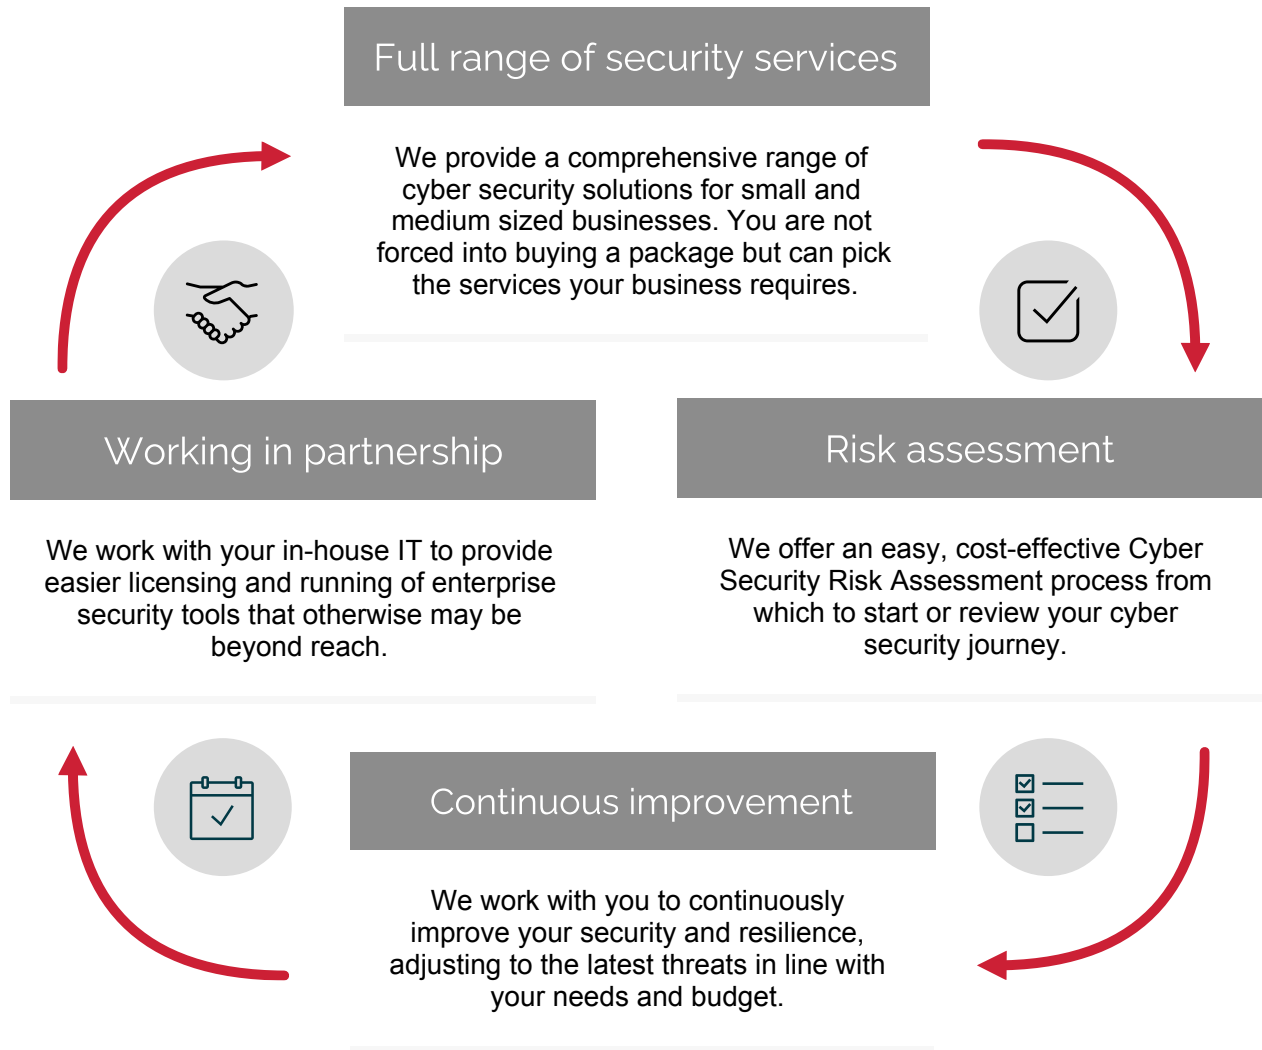 Full range of security services
We provide a comprehensive range of
cyber security solutions for small and
medium sized businesses. You are not
forced into buying a package but can pick
the services your business requires.
Working in partnership
We work with your in-house IT to provide
easier licensing and running of enterprise
security tools that otherwise may be
beyond reach.
Risk assessment
We offer an easy, cost-effective Cyber
Security Risk Assessment process from
which to start or review your cyber
security journey.
Continuous improvement
We work with you to continuously
improve your security and resilience,
adjusting to the latest threats in line with
your needs and budget.